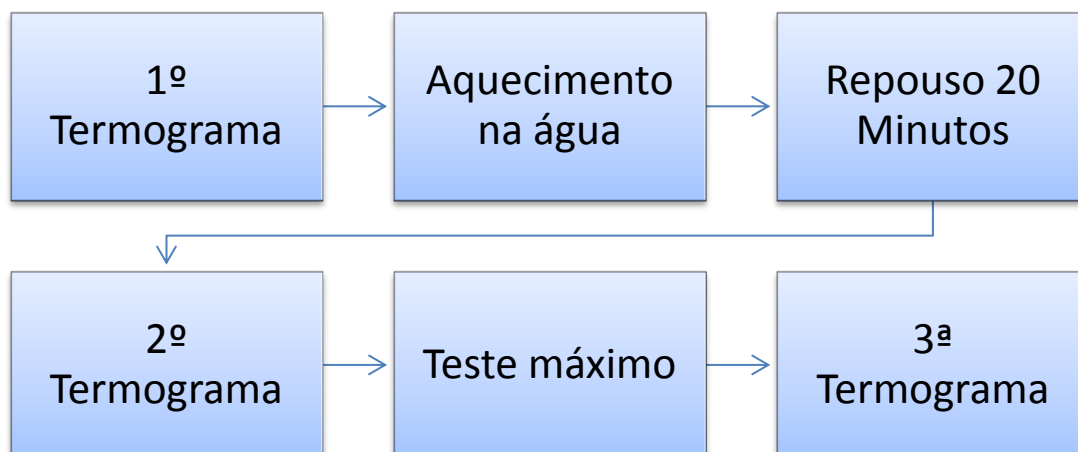 1º
Termograma
Aquecimento
na água
Repouso 20
Minutos
2º
Termograma
Teste máximo
3ª
Termograma